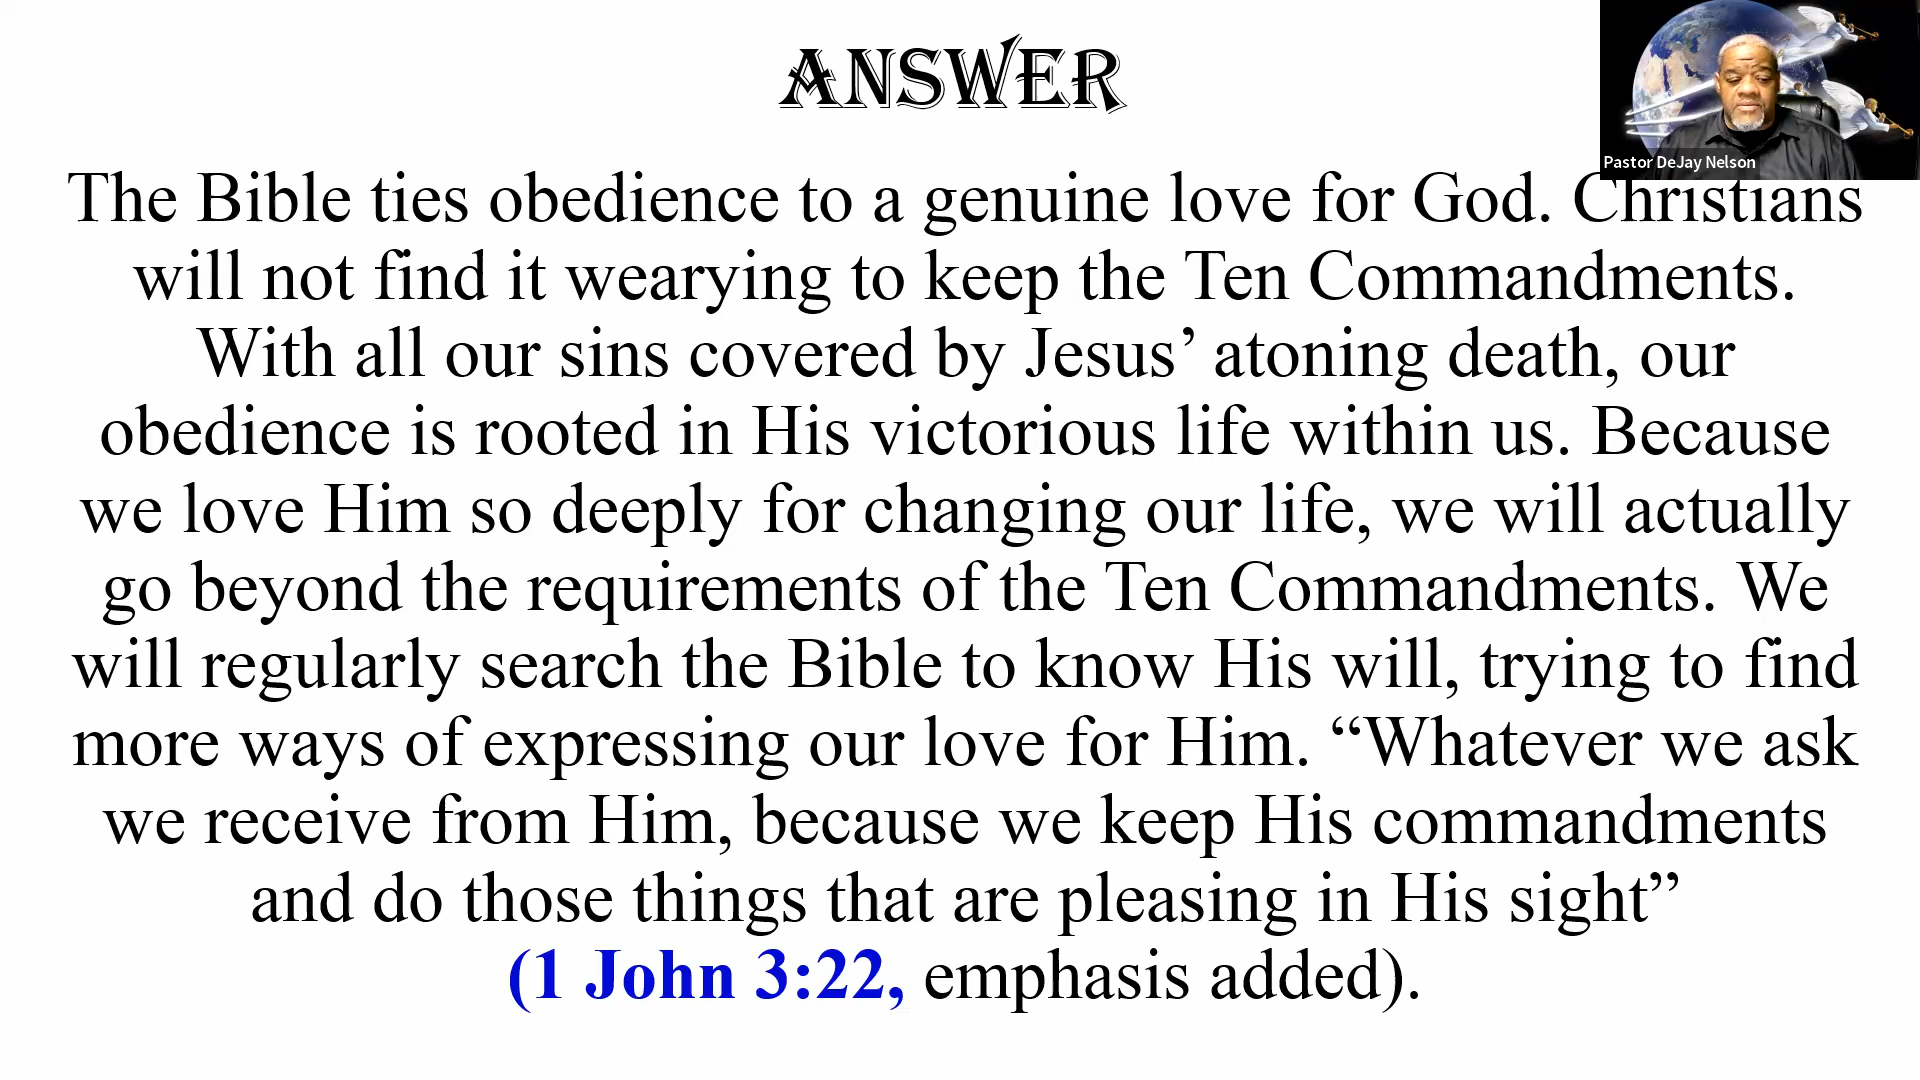 ANSWER
Pastor DeJay Nelson
The Bible ties obedience to a genuine love for God. Christians
will not find it wearying to keep the Ten Commandments.
With all our sins covered by Jesus’ atoning death, our
obedience is rooted in His victorious life within us. Because
we love Him so deeply for changing our life, we will actually
go beyond the requirements of the Ten Commandments. We
will regularly search the Bible to know His will, trying to find
more ways of expressing our love for Him. “Whatever we ask
we receive from Him, because we keep His commandments
and do those things that are pleasing in His sight”
(1 John 3:22, emphasis added).